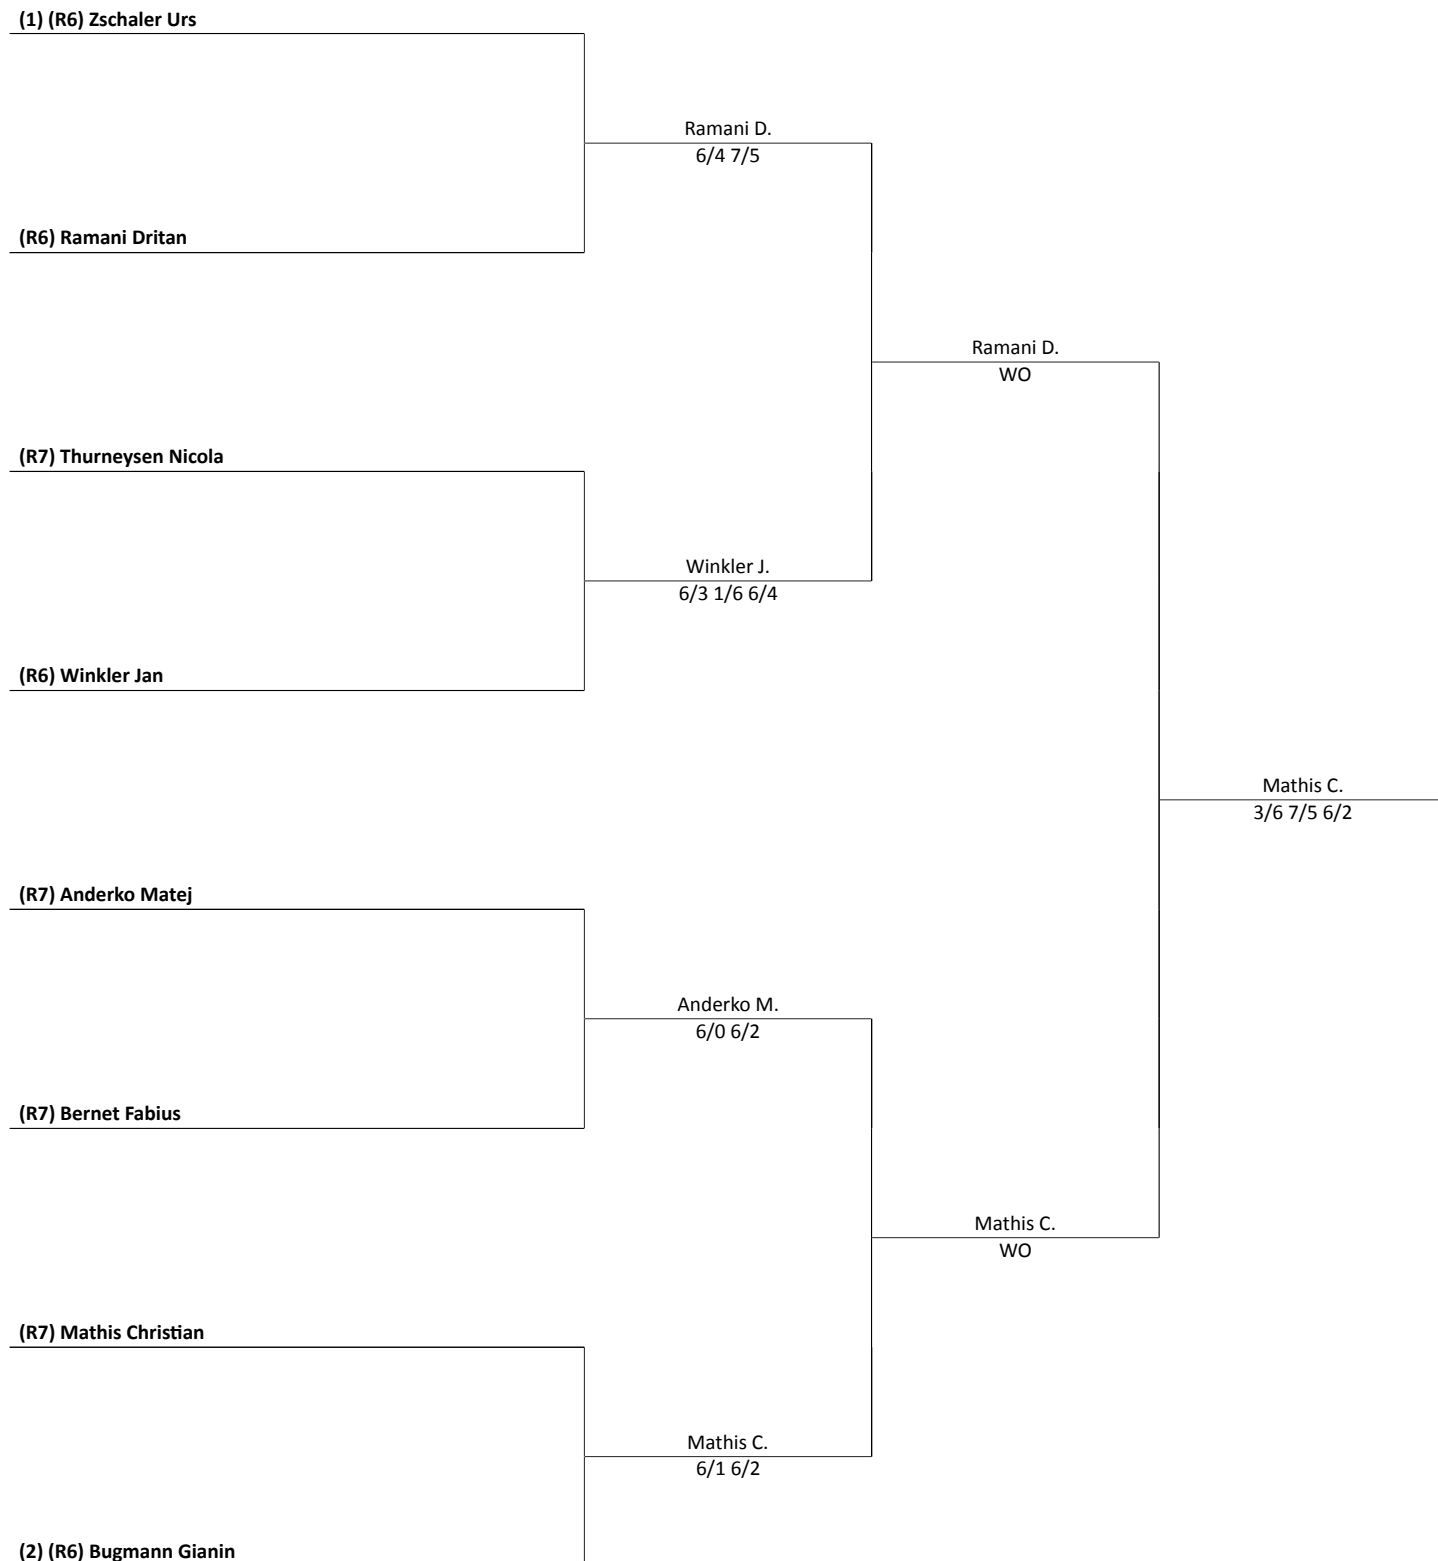 (1) (R6) Zschaler Urs
Ramani D.
6/4 7/5
(R6) Ramani Dritan
Ramani D.
WO
(R7) Thurneysen Nicola
Winkler J.
6/3 1/6 6/4
(R6) Winkler Jan
Mathis C.
3/6 7/5 6/2
(R7) Anderko Matej
Anderko M.
6/0 6/2
(R7) Bernet Fabius
Mathis C.
WO
(R7) Mathis Christian
Mathis C.
6/1 6/2
(2) (R6) Bugmann Gianin